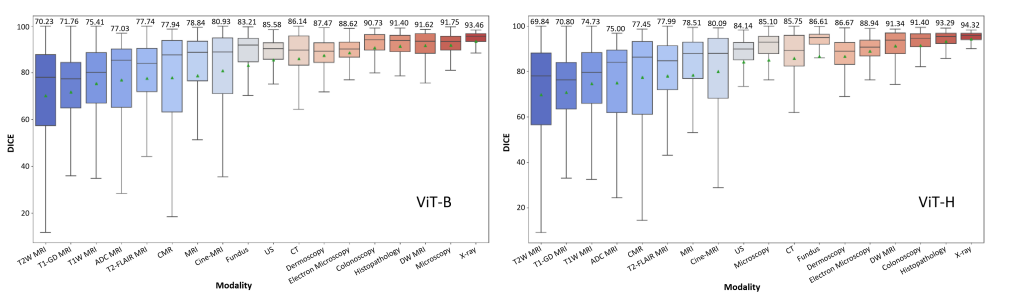 70.23 71.76 75.41 77.03 77.74 77.94 78.84 80.93 83.21 85.58 86.14 87.47 88.62 90.73 91.40 91.62 91.75 93.46
100
80
60
40
20
DICE
ViT-B
T2W MRI T1-GD MRI T1W MRI ADC MRI T2-FLAIR MRI CMR MRI Cine-MRI Fundus US CT Dermoscopy Electron Microscopy Colonoscopy Histopathology DW MRI Microscopy X-ray
Modality
69.84 70.80 74.73 75.00 77.45 77.99 78.51 80.09 84.14 85.10 85.75 86.61 86.67 88.94 91.34 91.40 93.29 94.32
100
80
60
40
20
DICE
ViT-H
T2W MRI T1-GD MRI T1W MRI ADC MRI CMR T2-FLAIR MRI MRI Cine-MRI US Microscopy CT Fundus Dermoscopy Electron Microscopy DW MRI Colonoscopy Histopathology X-ray
Modality